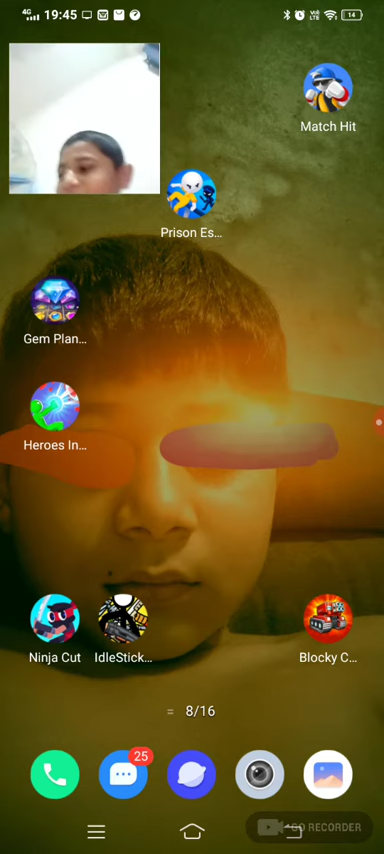 4G 19:45 Vo) LTE 14
Match Hit
Prison Es...
Gem Plan...
Heroes In...
Ninja Cut IdleStick... Blocky C...
= 8/16
25
GO RECORDER